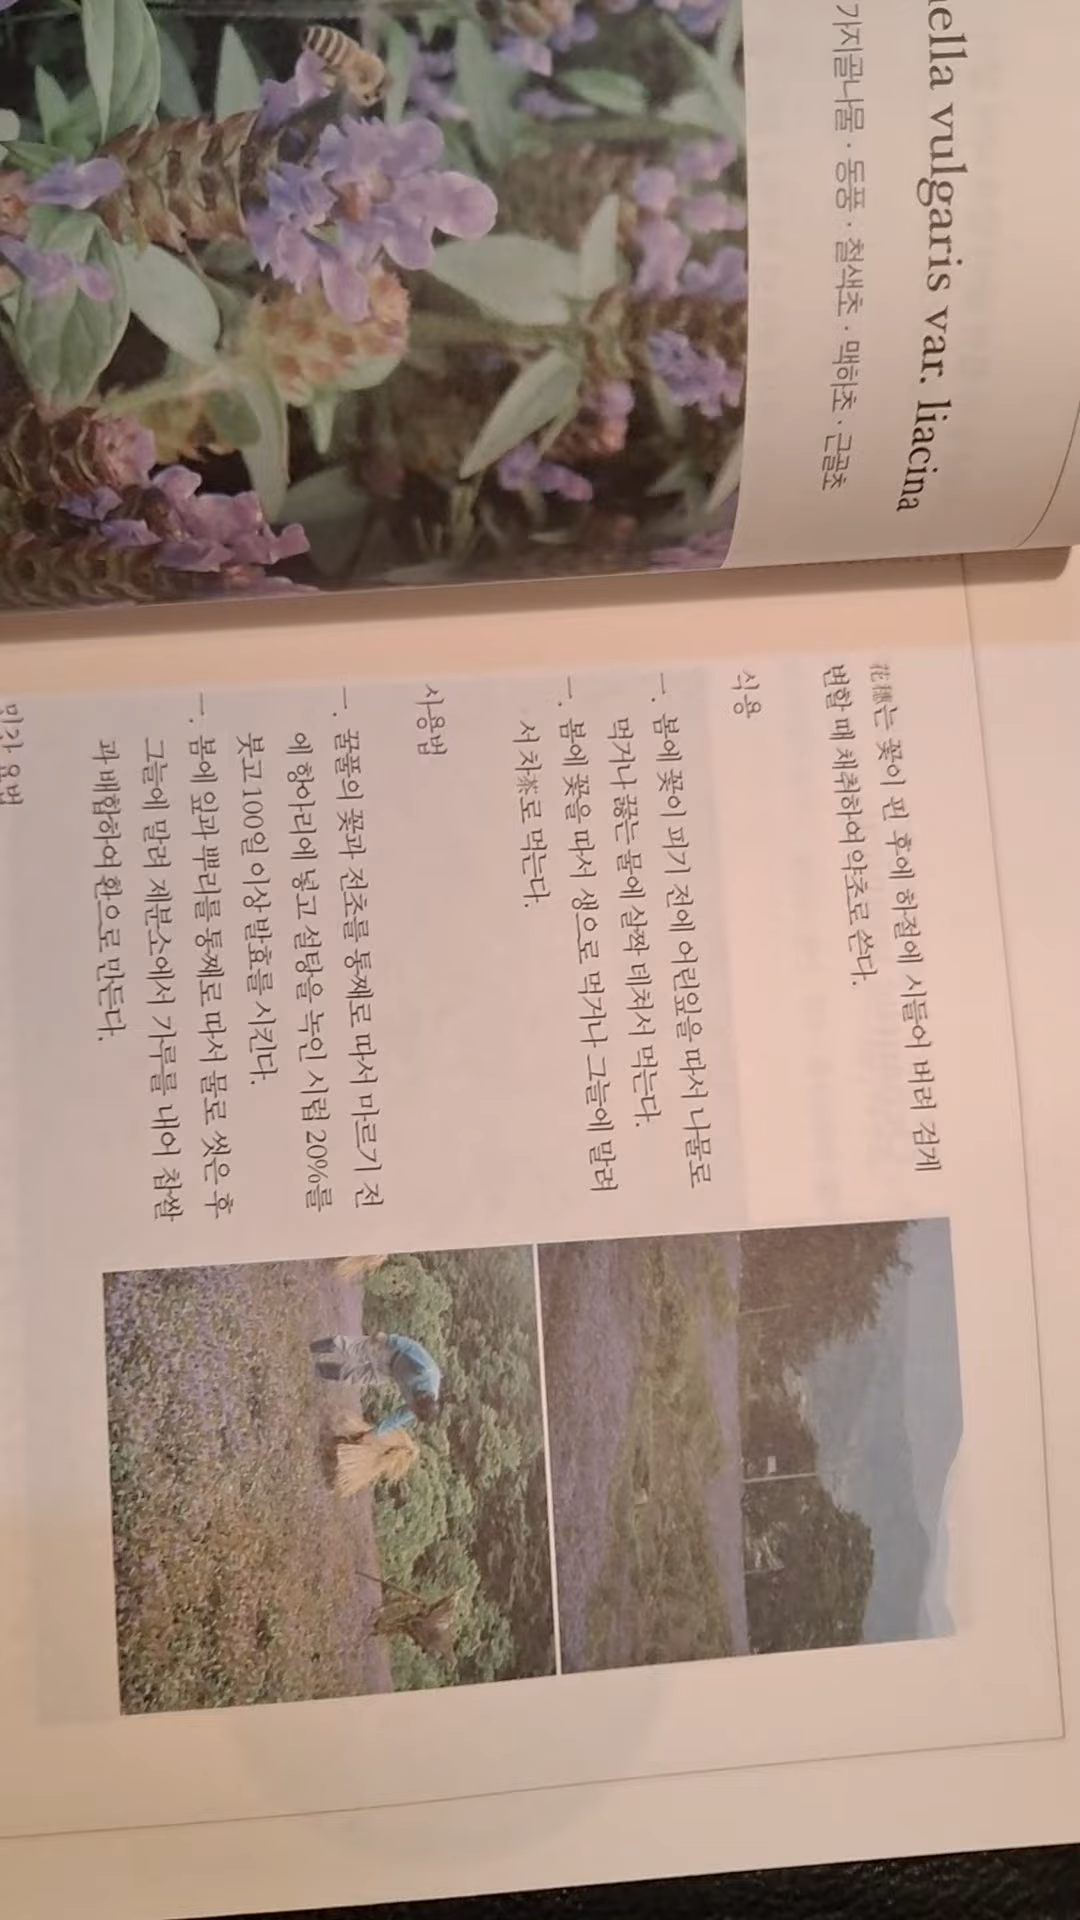 ella vulgaris var. liacina
가지골나물 · 동풍 · 철색초 · 맥하초 · 근골초
花穗는 꽃이 핀 후에 하절에 시들어 버려 검게
변할 때 채취하여 약초로 쓴다.
식용
一. 봄에 꽃이 피기 전에 어린잎을 따서 나물로
먹거나 끓는 물에 살짝 데쳐서 먹는다.
一. 봄에 꽃을 따서 생으로 먹거나 그늘에 말려
서 차茶로 먹는다.
사용법
一. 꿀풀의 꽃과 전초를 통째로 따서 마르기 전
에 항아리에 넣고 설탕을 녹인 시럽 20%를
붓고 100일 이상 발효를 시킨다.
一. 봄에 잎과 뿌리를 통째로 따서 물로 씻은 후
그늘에 말려 제분소에서 가루를 내어 찹쌀
과 배합하여 환으로 만든다.
민간 요법